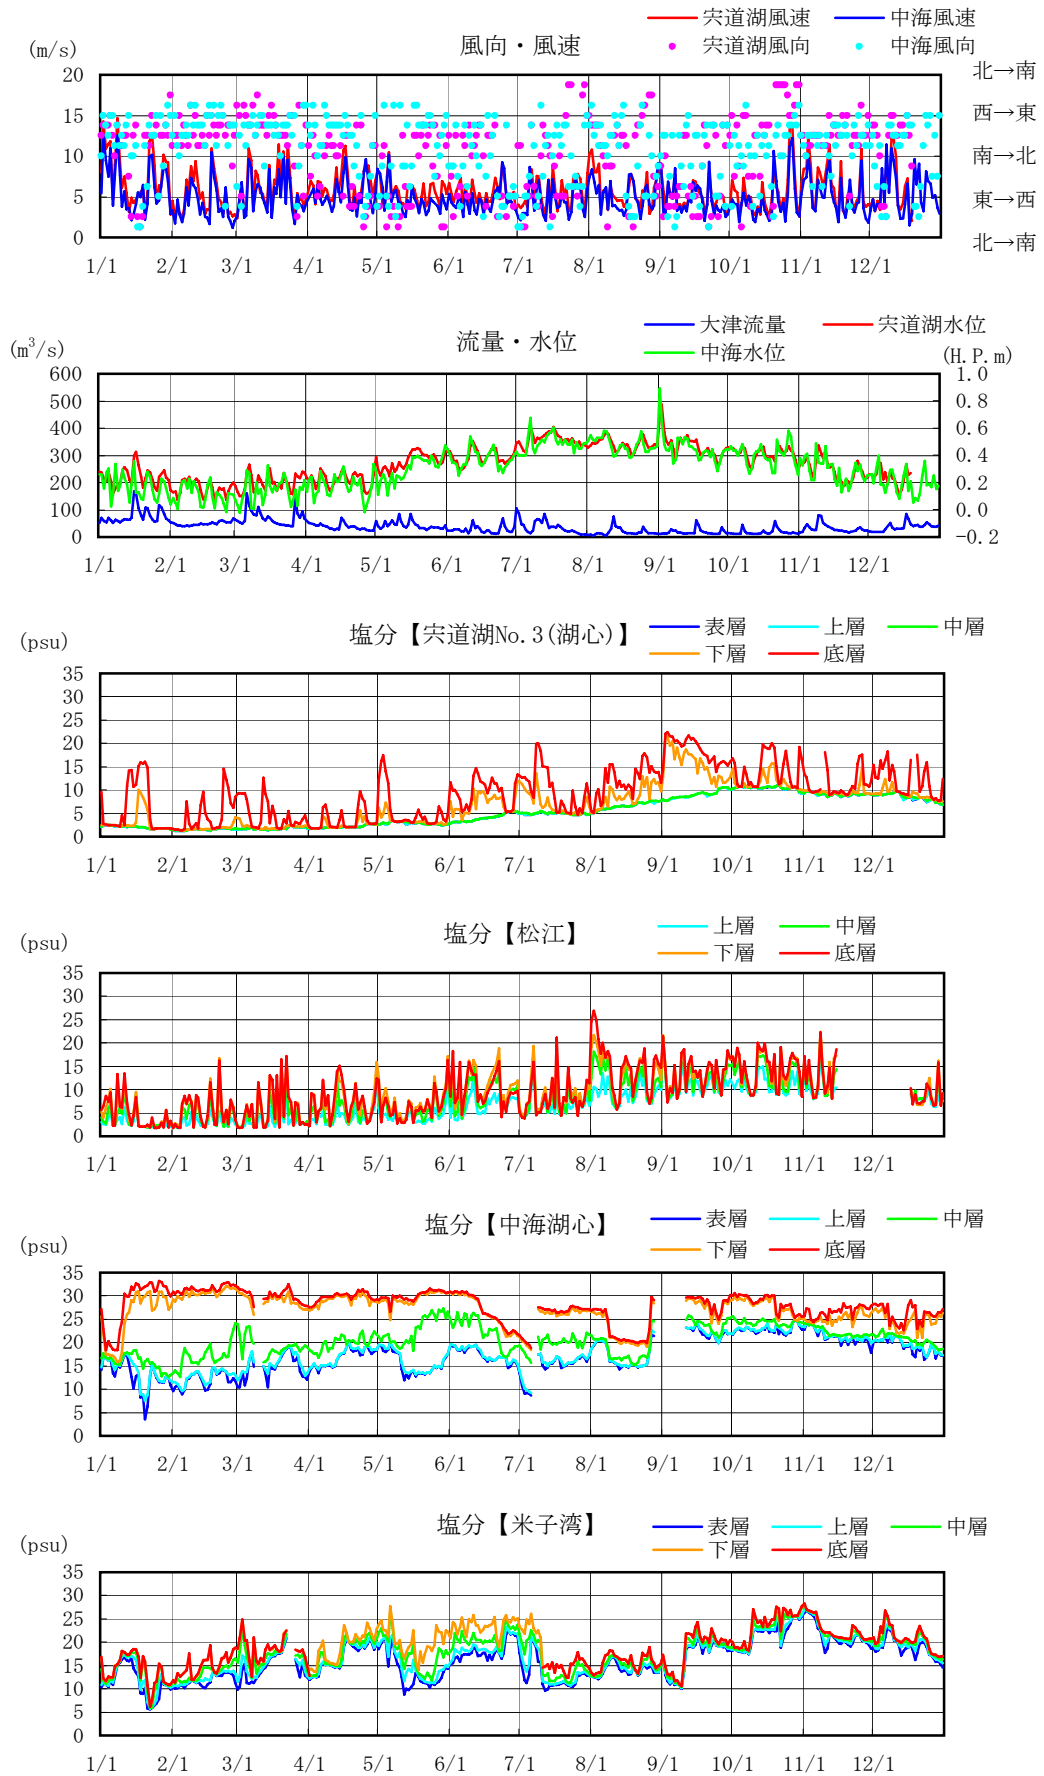 宍道湖風速 中海風速
(m/s) 風向・風速 宍道湖風向 中海風向
20 北→南
15 西→東
10 南→北
5 東→西
0 北→南
1/1 2/1 3/1 4/1 5/1 6/1 7/1 8/1 9/1 10/1 11/1 12/1
大津流量 宍道湖水位
(m³/s) 流量・水位 中海水位 (H.P.m)
600 1.0
500 0.8
400 0.6
300 0.4
200 0.2
100 0.0
0 -0.2
1/1 2/1 3/1 4/1 5/1 6/1 7/1 8/1 9/1 10/1 11/1 12/1
(psu) 塩分【宍道湖No.3(湖心)】 表層 上層 中層
下層 底層
35
30
25
20
15
10
5
0
1/1 2/1 3/1 4/1 5/1 6/1 7/1 8/1 9/1 10/1 11/1 12/1
(psu) 塩分【松江】 上層 中層
下層 底層
35
30
25
20
15
10
5
0
1/1 2/1 3/1 4/1 5/1 6/1 7/1 8/1 9/1 10/1 11/1 12/1
(psu) 塩分【中海湖心】 表層 上層 中層
下層 底層
35
30
25
20
15
10
5
0
1/1 2/1 3/1 4/1 5/1 6/1 7/1 8/1 9/1 10/1 11/1 12/1
(psu) 塩分【米子湾】 表層 上層 中層
下層 底層
35
30
25
20
15
10
5
0
1/1 2/1 3/1 4/1 5/1 6/1 7/1 8/1 9/1 10/1 11/1 12/1